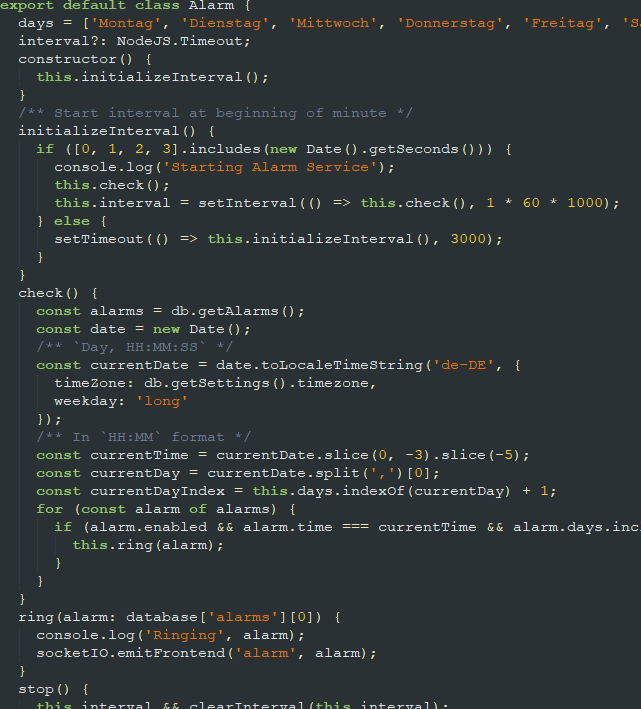 export default class Alarm {
days = ['Montag', 'Dienstag', 'Mittwoch', 'Donnerstag', 'Freitag', 
interval?: NodeJS.Timeout;
constructor() {
this.initializeInterval();
}
/** Start interval at beginning of minute */
initializeInterval() {
if ([0, 1, 2, 3].includes(new Date().getSeconds())) {
console.log('Starting Alarm Service');
this.check();
this.interval = setInterval(() => this.check(), 1 * 60 * 1000);
} else {
setTimeout(() => this.initializeInterval(), 3000);
}
}
check() {
const alarms = db.getAlarms();
const date = new Date();
/** `Day, HH:MM:SS` */
const currentDate = date.toLocaleTimeString('de-DE', {
timeZone: db.getSettings().timezone,
weekday: 'long'
});
/** In `HH:MM` format */
const currentTime = currentDate.slice(0, -3).slice(-5);
const currentDay = currentDate.split(',')[0];
const currentDayIndex = this.days.indexOf(currentDay) + 1;
for (const alarm of alarms) {
if (alarm.enabled && alarm.time === currentTime && alarm.days.inc
this.ring(alarm);
}
}
}
ring(alarm: database['alarms'][0]) {
console.log('Ringing', alarm);
socketIO.emitFrontend('alarm', alarm);
}
stop() {
this.interval && clearInterval(this.interval);